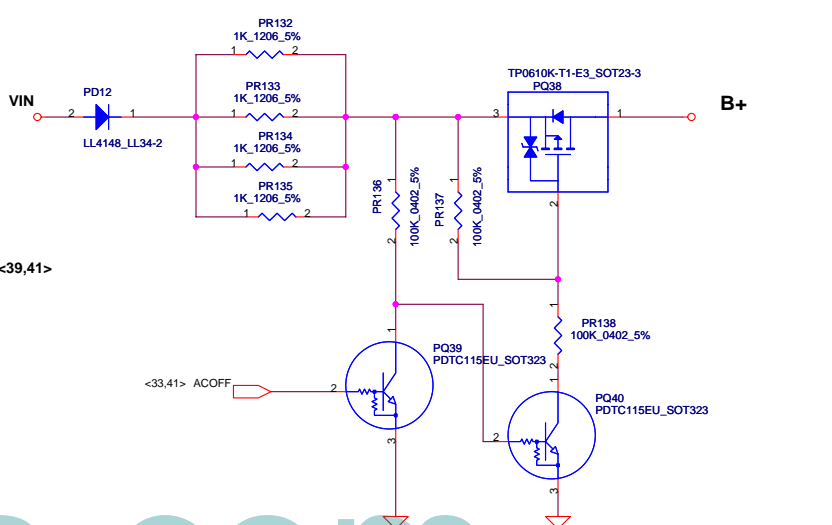 PR132
1K_1206_5%
1 2
PD12
VIN
2 1
LL4148_LL34-2
PR133
1K_1206_5%
1 2
PR134
1K_1206_5%
1 2
PR135
1K_1206_5%
1 2
TP0610K-T1-E3_SOT23-3
PQ38
3 1
B+
2
1
PR136
100K_0402_5%
2
1
PR137
100K_0402_5%
2
<39,41>
1
PR138
100K_0402_5%
2
1
PQ39
PDTC115EU_SOT323
<33,41> ACOFF
2
3
1
PQ40
PDTC115EU_SOT323
2
3